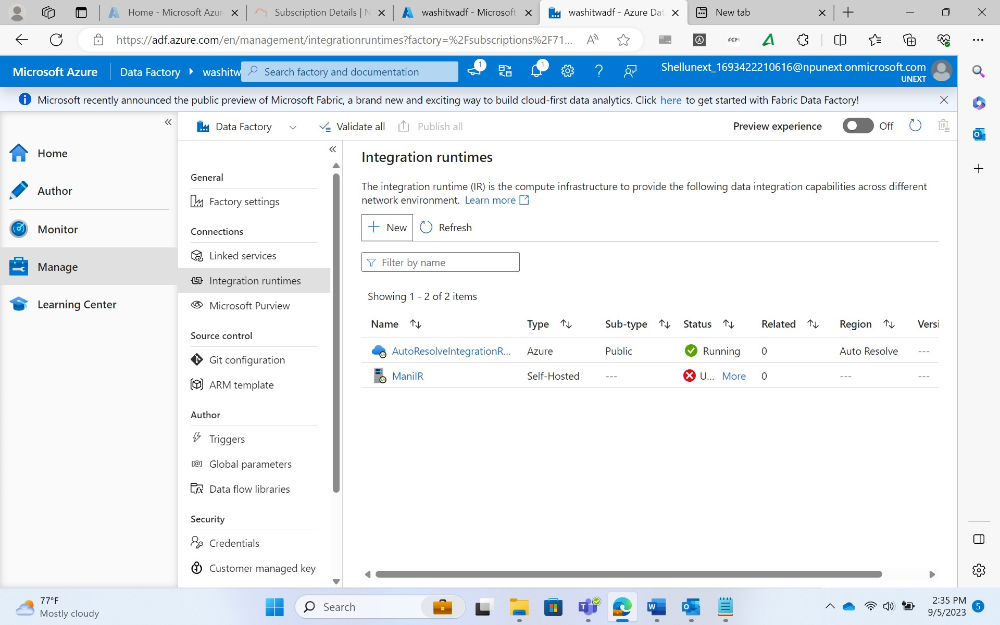 Home - Microsoft Azur
Subscription Details | N
washitwadf - Microsoft
washitwadf - Azure Dat
New tab
https://adf.azure.com/en/management/integrationruntimes?factory=%2Fsubscriptions%2F71...
FCM
Microsoft Azure
Data Factory
washitw
Search factory and documentation
1
1
Shellunext_1693422210616@npunext.onmicrosoft.com
UNEXT
Microsoft recently announced the public preview of Microsoft Fabric, a brand new and exciting way to build cloud-first data analytics. Click here to get started with Fabric Data Factory!
Home
Author
Monitor
Manage
Learning Center
Data Factory
Validate all
Publish all
Preview experience
Off
General
Factory settings
Connections
Linked services
Integration runtimes
Microsoft Purview
Source control
Git configuration
ARM template
Author
Triggers
Global parameters
Data flow libraries
Security
Credentials
Customer managed key
Integration runtimes
The integration runtime (IR) is the compute infrastructure to provide the following data integration capabilities across different
network environment. Learn more
New
Refresh
Filter by name
Showing 1 - 2 of 2 items
Name Type Sub-type Status Related Region Versi
AutoResolveIntegrationR... Azure Public Running 0 Auto Resolve ---
ManiIR Self-Hosted --- U... More 0 --- ---
77°F
Mostly cloudy
Search
2:35 PM
9/5/2023
5